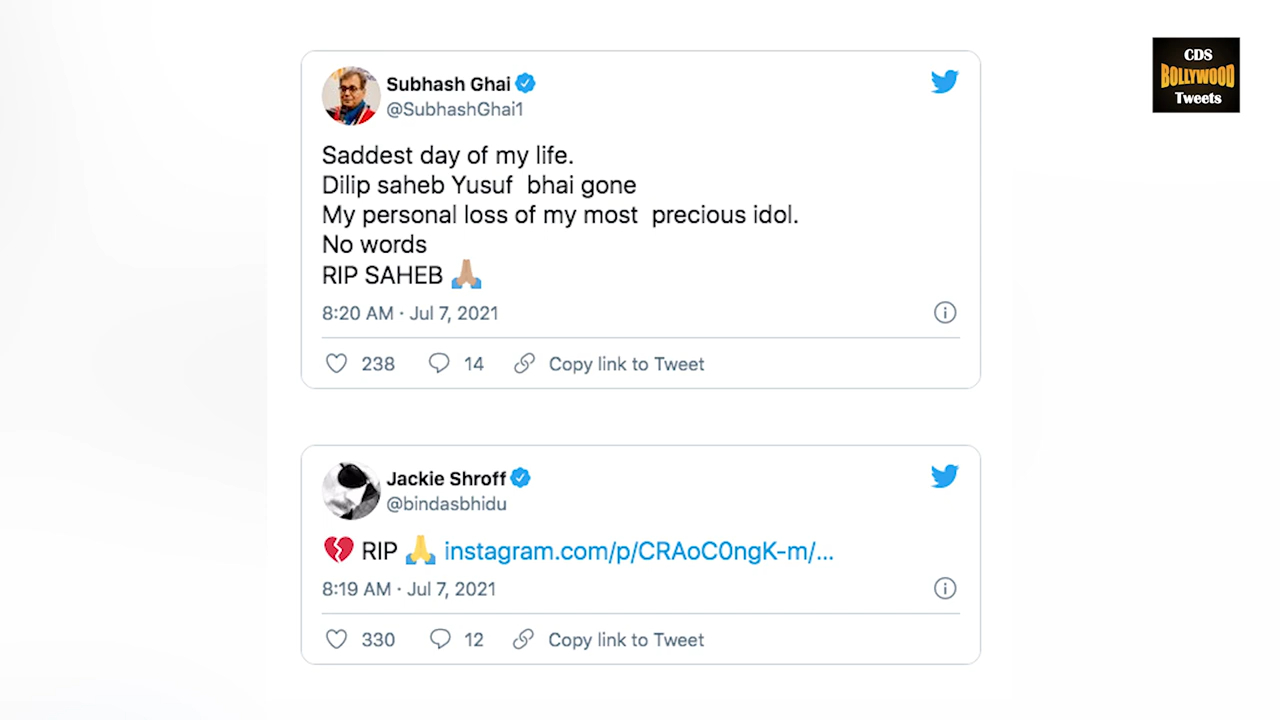 CDS
BOLLYWOOD
Tweets
Subhash Ghai
@SubhashGhai1
Saddest day of my life.
Dilip saheb Yusuf  bhai gone
My personal loss of my most  precious idol.
No words
RIP SAHEB 🙏🏽
8:20 AM · Jul 7, 2021
238 14 Copy link to Tweet
Jackie Shroff
@bindasbhidu
💔 RIP 🙏 instagram.com/p/CRAoC0ngK-m/...
8:19 AM · Jul 7, 2021
330 12 Copy link to Tweet